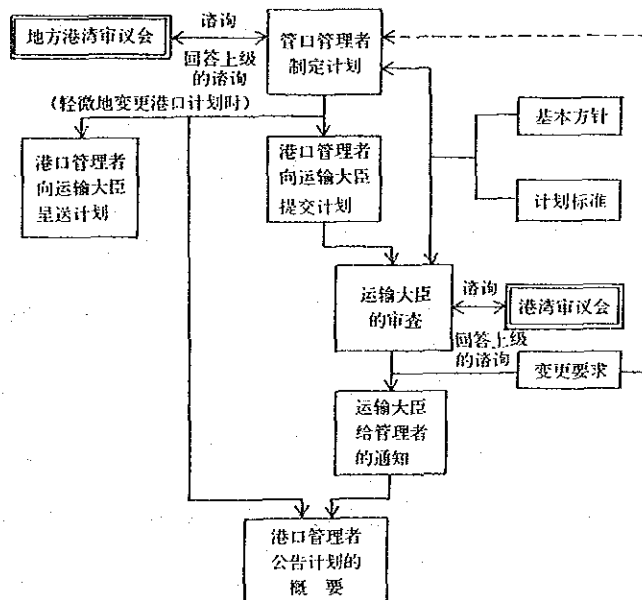 谘询
地方港湾审议会
回答上级
的谘询
管口管理者
制定计划
(轻微地变更港口计划时)
基本方针
计划标准
港口管理者
向运输大臣
呈送计划
港口管理者
向运输大臣
提交计划
运输大臣
的审查
谘询
港湾审议会
回答上级
的谘询
变更要求
运输大臣
给管理者
的通知
港口管理者
公告计划的
概 要